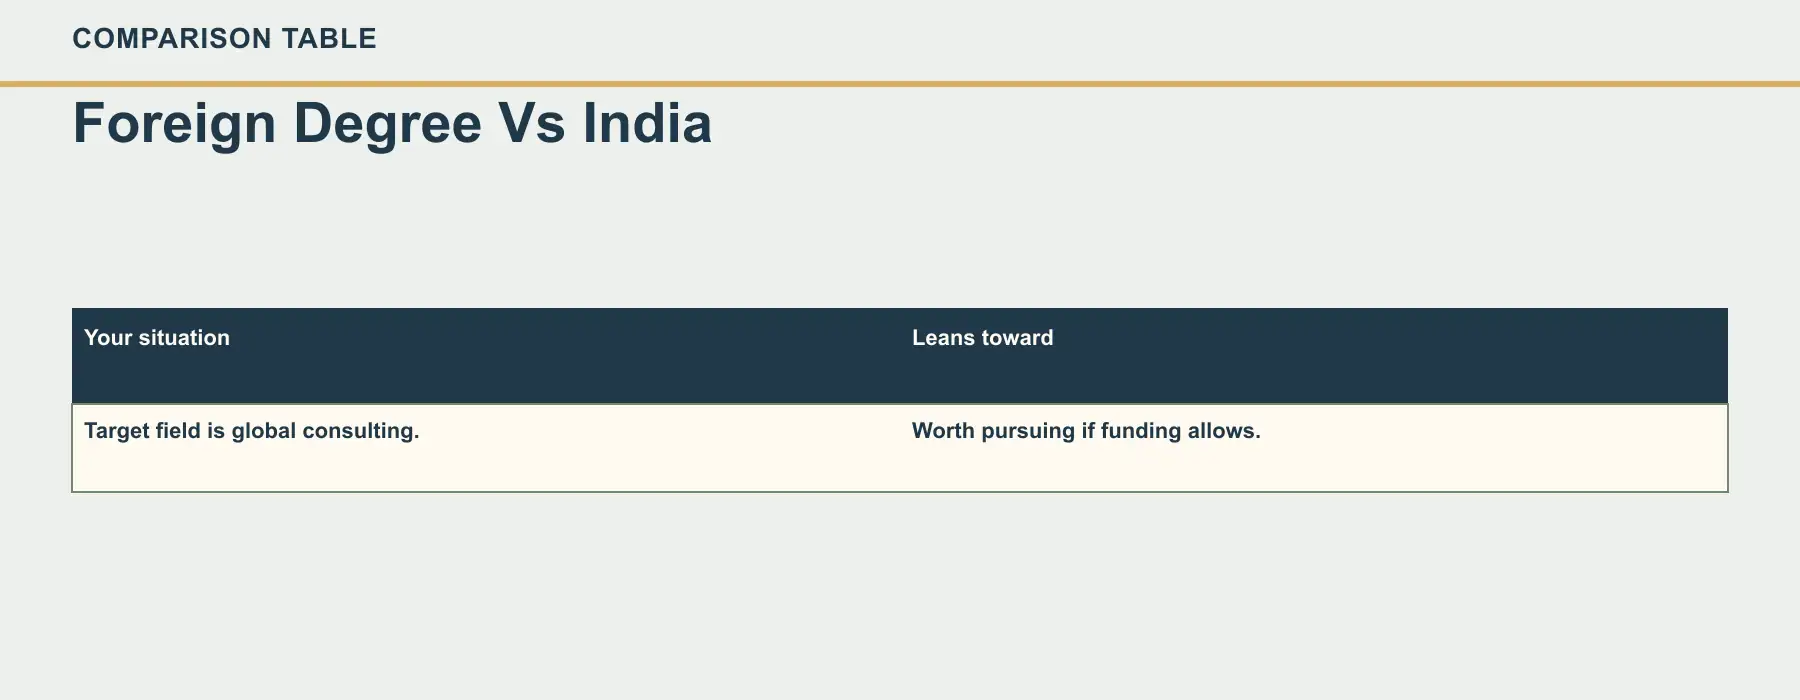 COMPARISON TABLE
Foreign Degree Vs India
Your situation Leans toward
Target field is global consulting. Worth pursuing if funding allows.